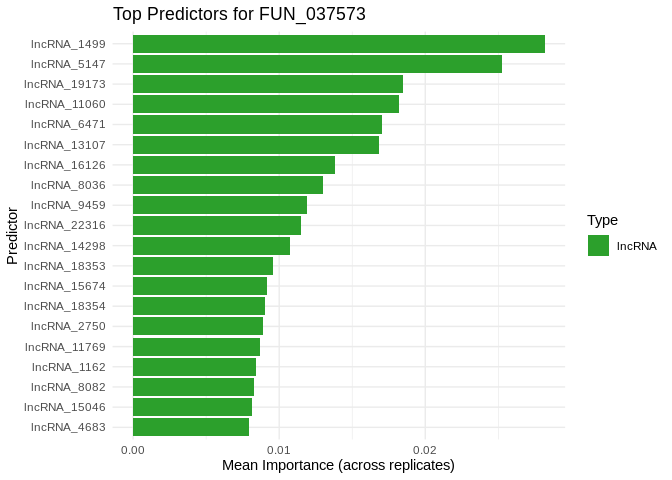 Top Predictors for FUN_037573
Predictor
lncRNA_1499
lncRNA_5147
lncRNA_19173
lncRNA_11060
lncRNA_6471
lncRNA_13107
lncRNA_16126
lncRNA_8036
lncRNA_9459
lncRNA_22316
lncRNA_14298
lncRNA_18353
lncRNA_15674
lncRNA_18354
lncRNA_2750
lncRNA_11769
lncRNA_1162
lncRNA_8082
lncRNA_15046
lncRNA_4683
0.00 0.01 0.02
Mean Importance (across replicates)
Type
lncRNA